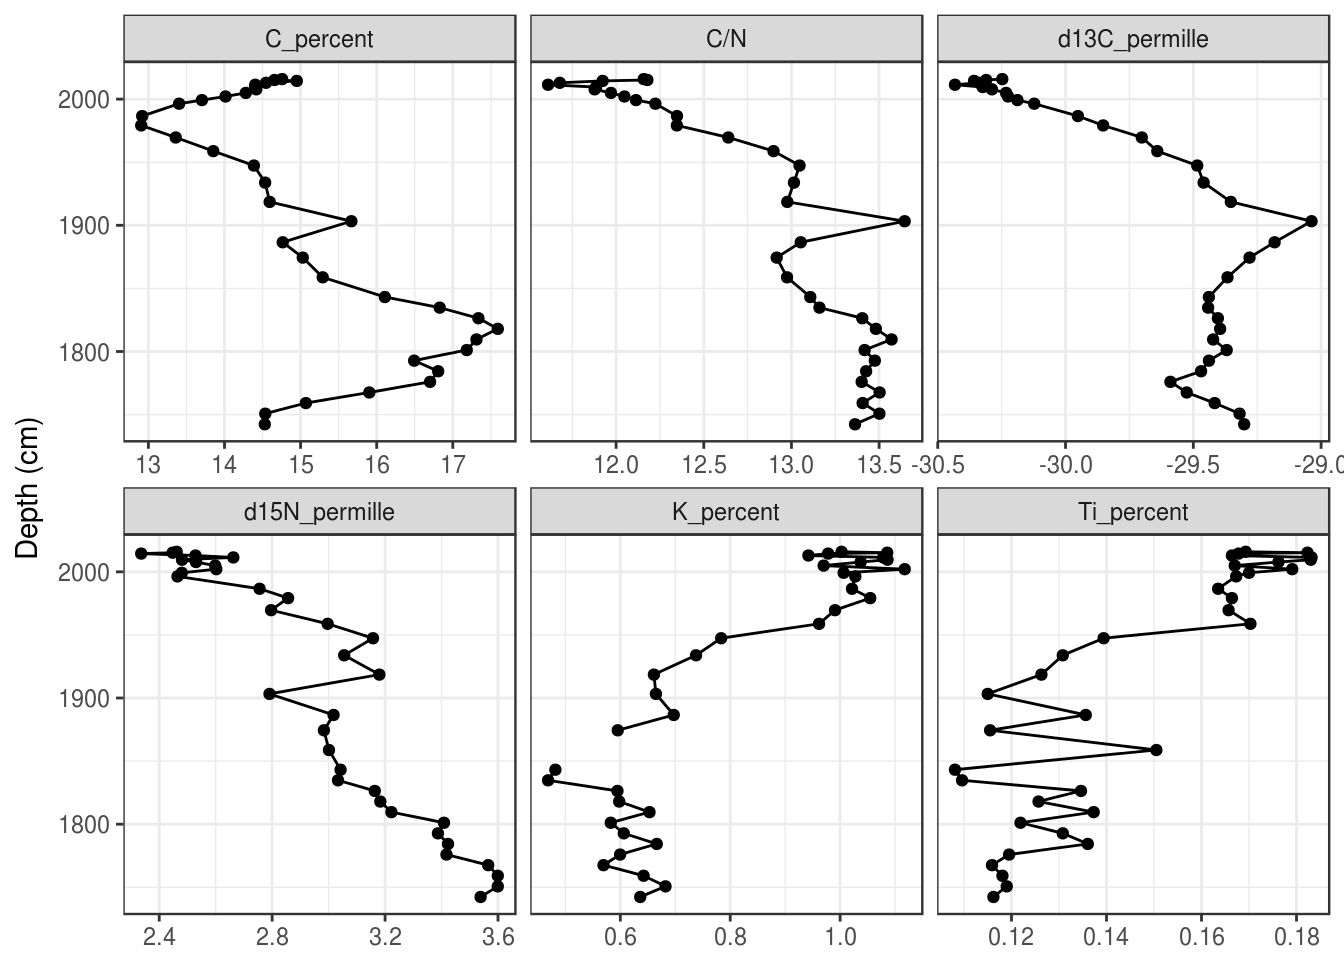 C_percent C/N d13C_permille
2000
1900
1800
13 14 15 16 17 12.0 12.5 13.0 13.5 -30.5 -30.0 -29.5 -29.0
Depth (cm)
d15N_permille K_percent Ti_percent
2000
1900
1800
2.4 2.8 3.2 3.6 0.6 0.8 1.0 0.12 0.14 0.16 0.18